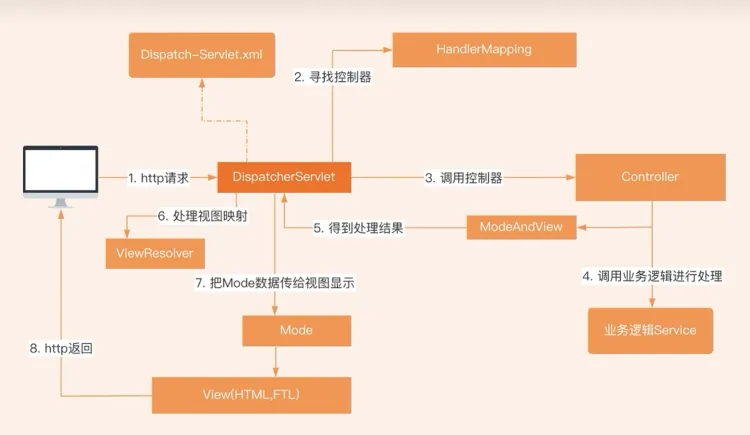 Dispatch-Servlet.xml
HandlerMapping
2. 寻找控制器
1. http请求
DispatcherServlet
3. 调用控制器
Controller
6. 处理视图映射
5. 得到处理结果
ModeAndView
ViewResolver
7. 把Mode数据传给视图显示
4. 调用业务逻辑进行处理
Mode
业务逻辑Service
8. http返回
View(HTML,FTL)